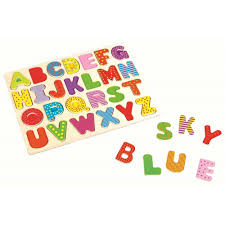 ABCDEFG
HIJKLMN
OPQRST
UVWXYZ
SKY
BLUE